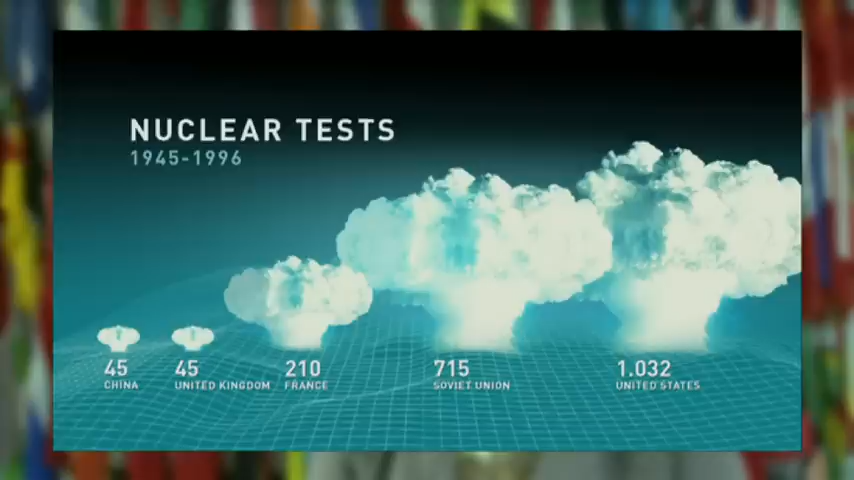 NUCLEAR TESTS
1945-1996
45
CHINA
45
UNITED KINGDOM
210
FRANCE
715
SOVIET UNION
1.032
UNITED STATES